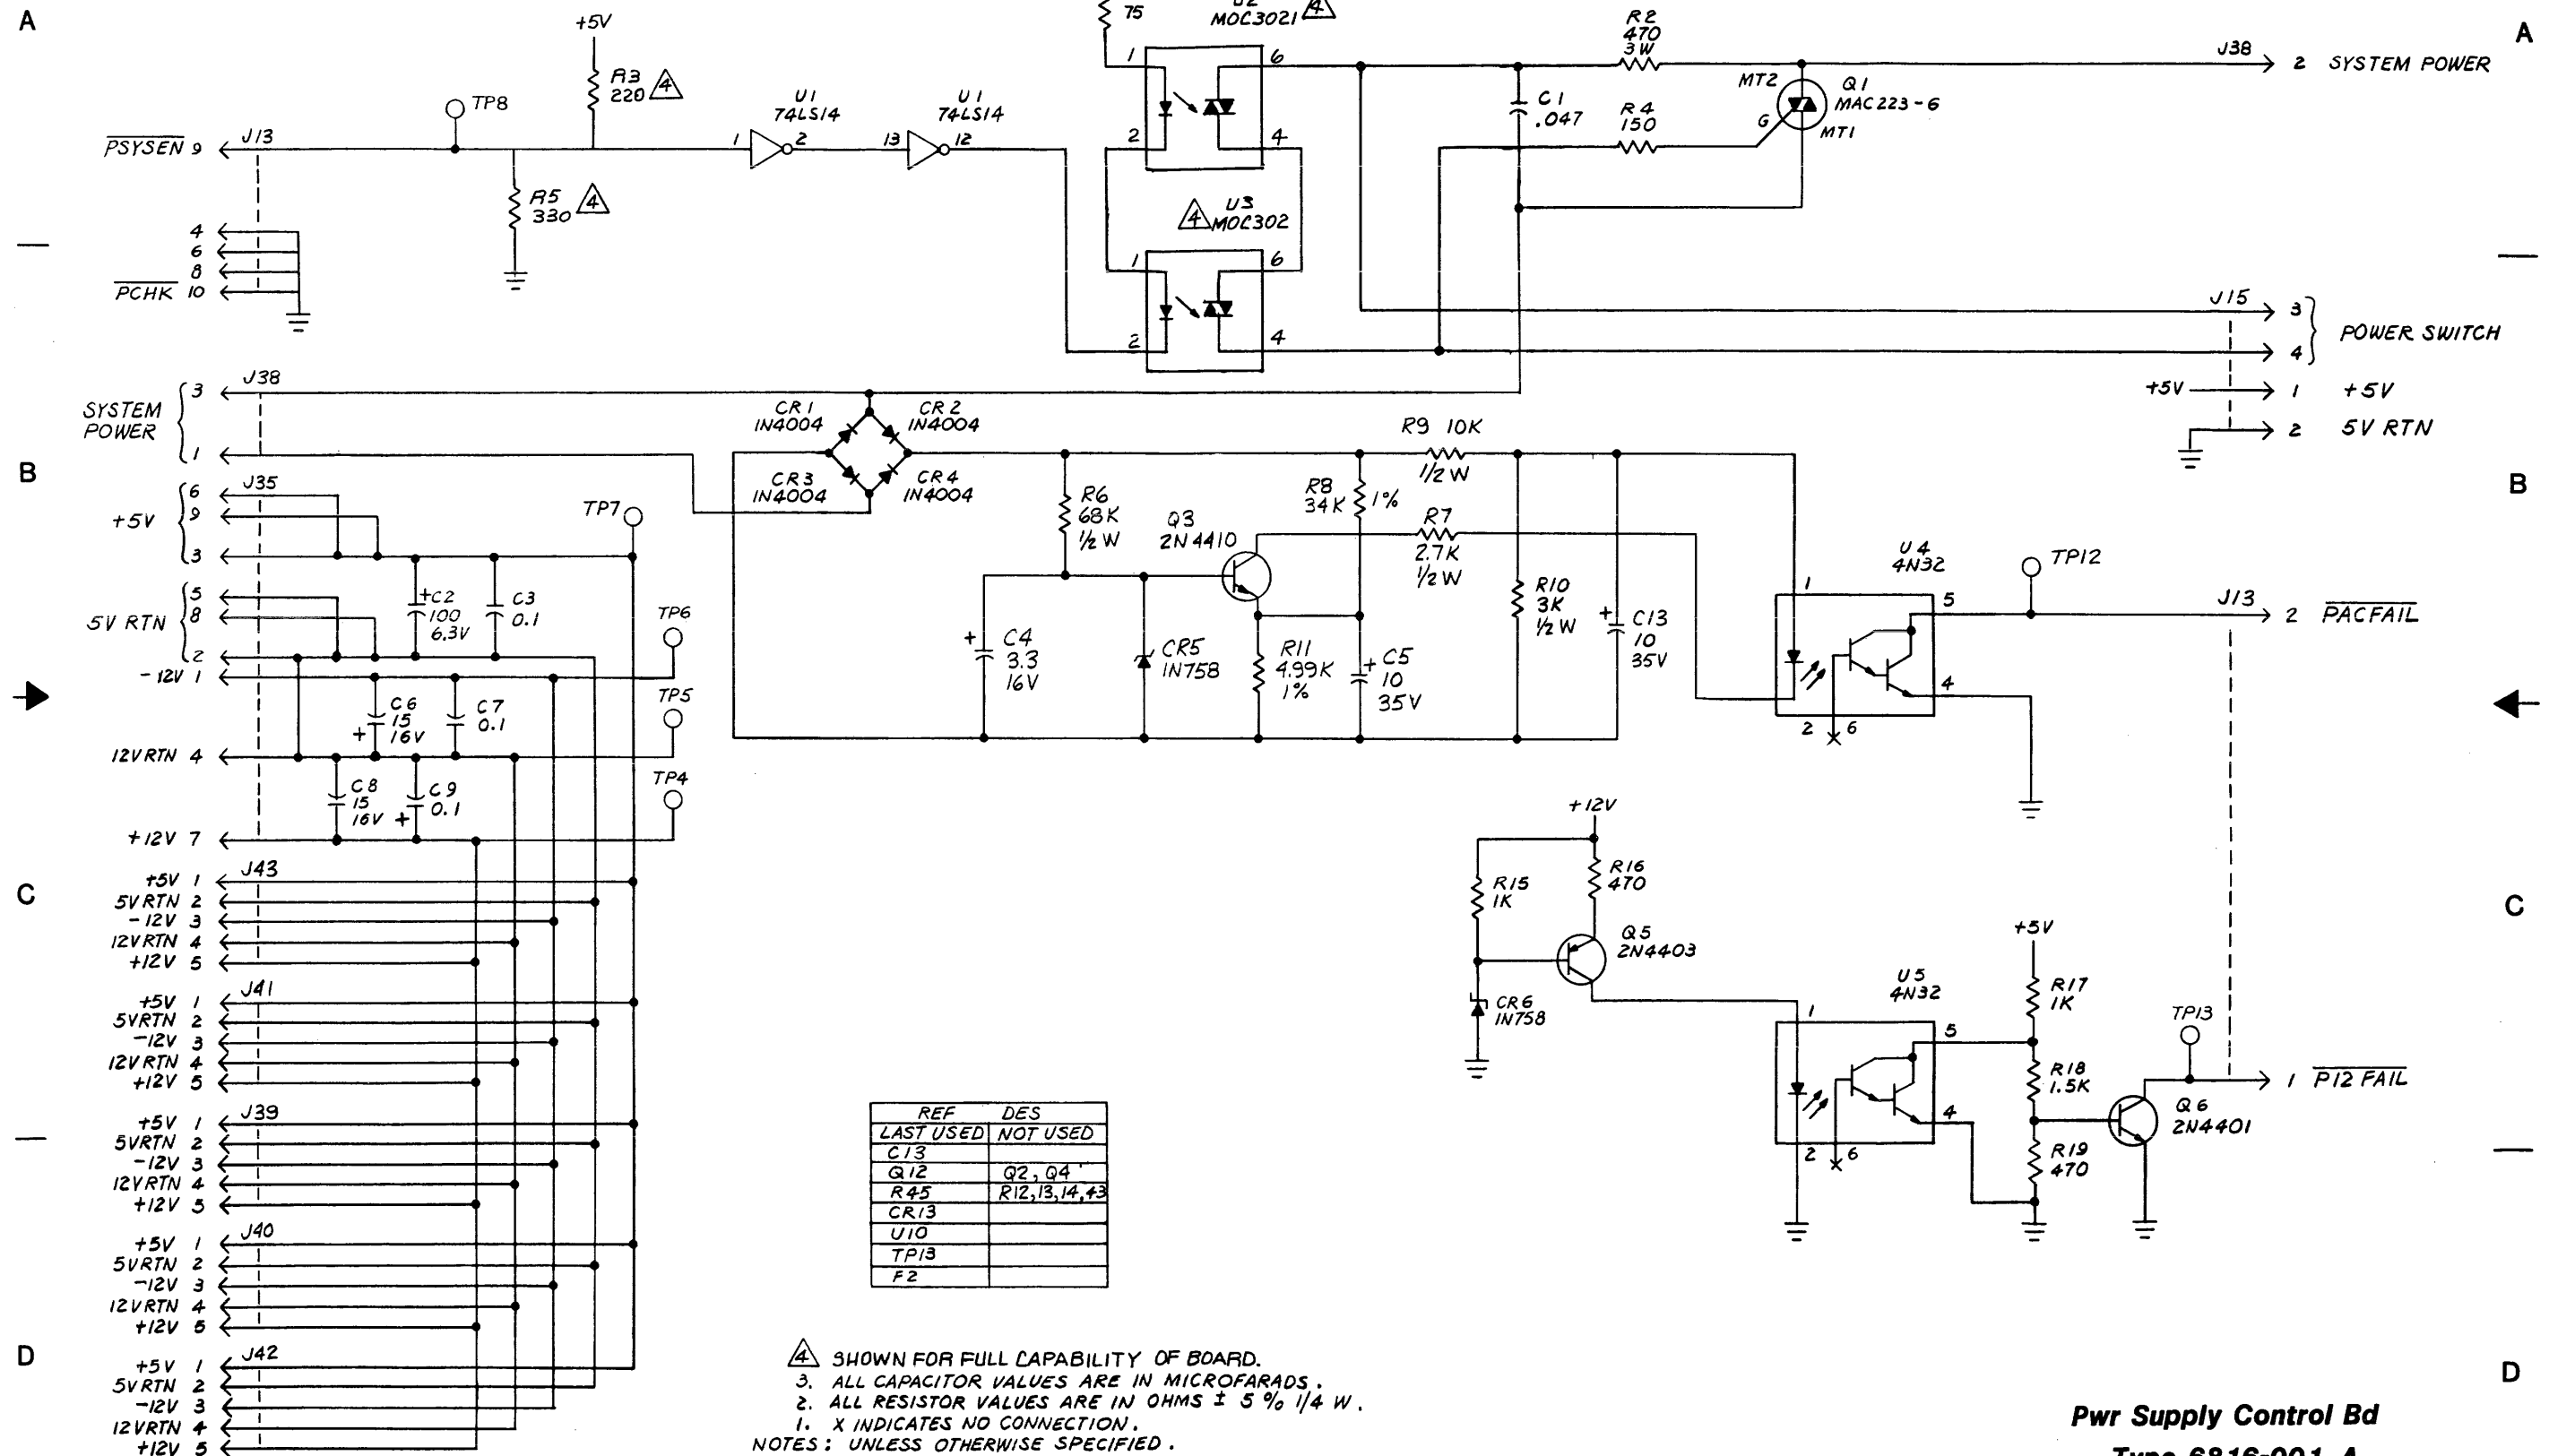 A
+5V
R3
220
4
TP8
PSYSEN 9
J13
U1
74LS14
1
2
U1
74LS14
13
12
R5
330
4
4
6
8
PCHK 10
75
MOC3021
4
1
6
2
4
4
U3
MOC302
1
6
2
4
R2
470
3W
C1
.047
R4
150
MT2
Q1
MAC223-6
G
MT1
J38
2 SYSTEM POWER
A
J15
3
4
POWER SWITCH
+5V
1 +5V
2 5V RTN
SYSTEM
POWER
3
1
J38
CR1
1N4004
CR2
1N4004
CR3
1N4004
CR4
1N4004
B
+5V
6
9
3
J35
TP7
5V RTN
5
8
2
+C2
100
6.3V
C3
0.1
TP6
-12V 1
C6
15
16V
+
C7
0.1
TP5
12VRTN 4
C8
15
16V
C9
0.1
+
TP4
+12V 7
R6
68K
1/2W
Q3
2N4410
R8
34K
1%
R9 10K
1/2W
R7
2.7K
1/2W
R10
3K
1/2W
+
C13
10
35V
+
C4
3.3
16V
CR5
1N758
R11
4.99K
1%
+
C5
10
35V
U4
4N32
1
5
2
6
4
TP12
J13
2 PACFAIL
B
C
J43
+5V 1
5VRTN 2
-12V 3
12VRTN 4
+12V 5
J41
+5V 1
5VRTN 2
-12V 3
12VRTN 4
+12V 5
J39
+5V 1
5VRTN 2
-12V 3
12VRTN 4
+12V 5
J40
+5V 1
5VRTN 2
-12V 3
12VRTN 4
+12V 5
D
J42
+5V 1
5VRTN 2
-12V 3
12VRTN 4
+12V 5
+12V
R15
1K
R16
470
Q5
2N4403
CR6
1N758
U5
4N32
1
5
2
6
4
+5V
R17
1K
R18
1.5K
R19
470
TP13
1 P12 FAIL
Q6
2N4401
C
REF DES
LAST USED NOT USED
C13
Q12 Q2, Q4
R45 R12,13,14,43
CR13
U10
TP13
F2
4 SHOWN FOR FULL CAPABILITY OF BOARD.
3. ALL CAPACITOR VALUES ARE IN MICROFARADS.
2. ALL RESISTOR VALUES ARE IN OHMS ± 5 % 1/4 W.
1. X INDICATES NO CONNECTION.
NOTES: UNLESS OTHERWISE SPECIFIED.
D
Pwr Supply Control Bd